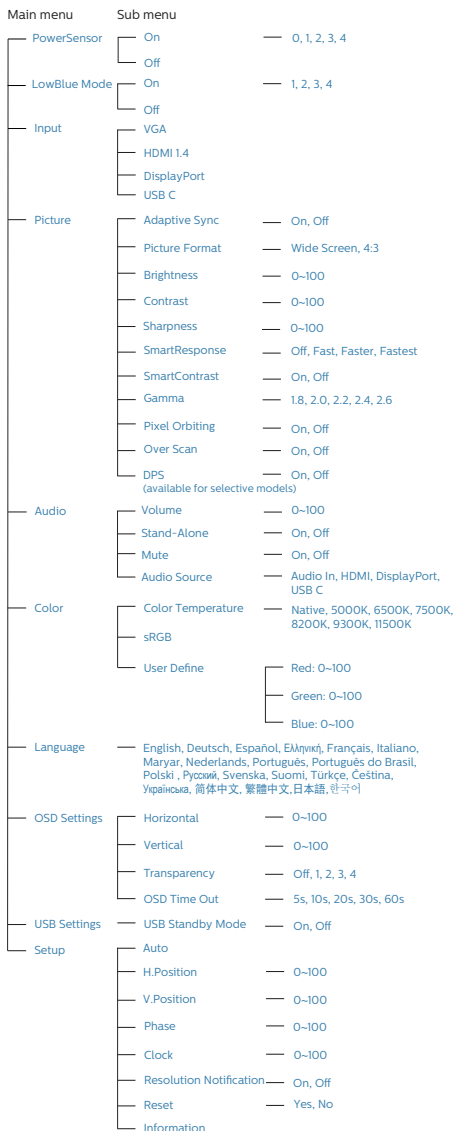 Main menu Sub menu
PowerSensor On 0, 1, 2, 3, 4
Off
LowBlue Mode On 1, 2, 3, 4
Off
Input VGA
HDMI 1.4
DisplayPort
USB C
Picture Adaptive Sync On, Off
Picture Format Wide Screen, 4:3
Brightness 0~100
Contrast 0~100
Sharpness 0~100
SmartResponse Off, Fast, Faster, Fastest
SmartContrast On, Off
Gamma 1.8, 2.0, 2.2, 2.4, 2.6
Pixel Orbiting On, Off
Over Scan On, Off
DPS On, Off
(available for selective models)
Audio Volume 0~100
Stand-Alone On, Off
Mute On, Off
Audio Source Audio In, HDMI, DisplayPort,
USB C
Color Color Temperature Native, 5000K, 6500K, 7500K,
8200K, 9300K, 11500K
sRGB
User Define Red: 0~100
Green: 0~100
Blue: 0~100
Language English, Deutsch, Español, Ελληνική, Français, Italiano,
Maryar, Nederlands, Português, Português do Brasil,
Polski , Русский, Svenska, Suomi, Türkçe, Čeština,
Українська, 简体中文, 繁體中文,日本語,한국어
OSD Settings Horizontal 0~100
Vertical 0~100
Transparency Off, 1, 2, 3, 4
OSD Time Out 5s, 10s, 20s, 30s, 60s
USB Settings USB Standby Mode On, Off
Setup Auto
H.Position 0~100
V.Position 0~100
Phase 0~100
Clock 0~100
Resolution Notification On, Off
Reset Yes, No
Information